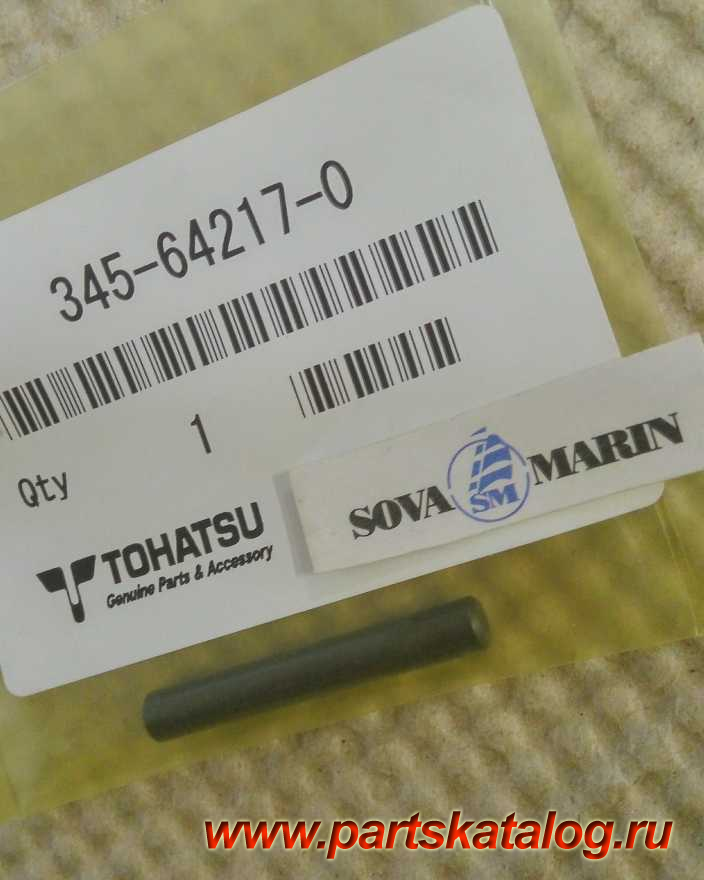 345-64217-0
Qty 1
TOHATSU
Genuine Parts & Accessory
SOVA SM MARIN
www.partskatalog.ru